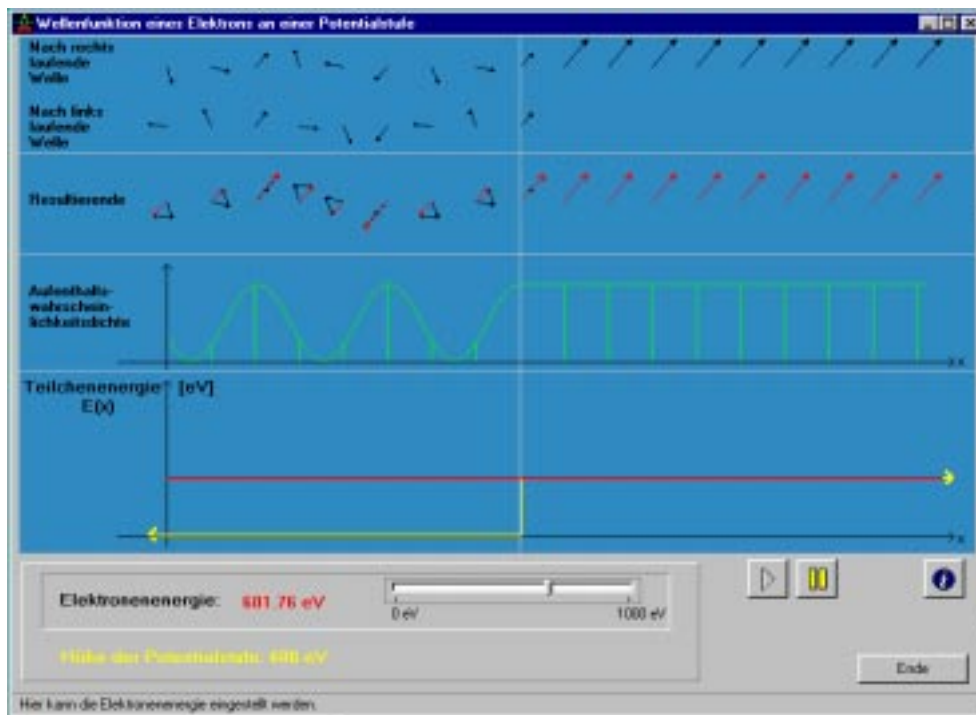 Wellenfunktion eines Elektrons an einer Potentialstufe
Nach rechts
laufende
Welle
Nach links
laufende
Welle
Resultierende
Aufenthalts-
wahrschein-
lichkeitsdichte
x
Teilchenenergie [eV]
E(x)
x
Elektronenenergie: 601.76 eV
0 eV
1000 eV
Höhe der Potentialstufe: 600 eV
Ende
Hier kann die Elektronenenergie eingestellt werden.